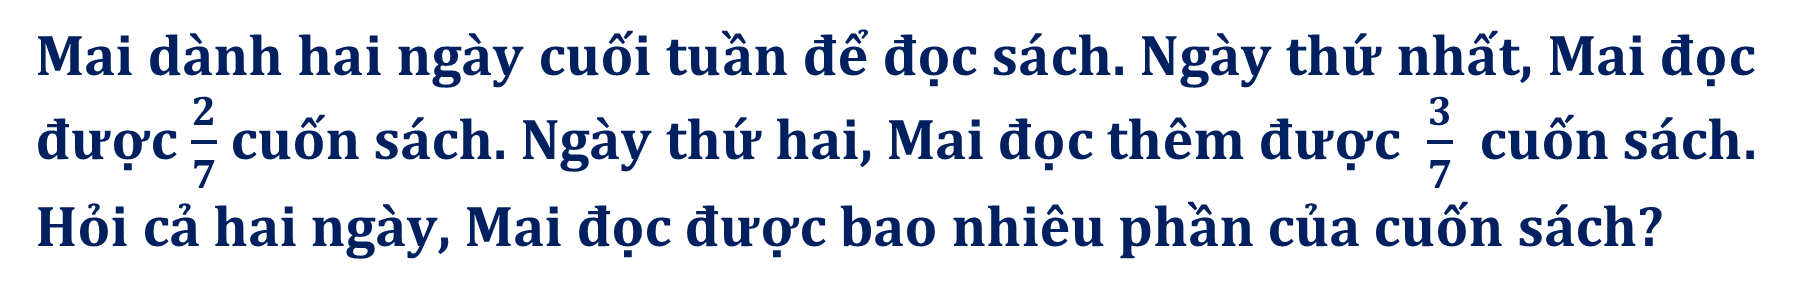 Mai dành hai ngày cuối tuần để đọc sách. Ngày thứ nhất, Mai đọc
được 2/7 cuốn sách. Ngày thứ hai, Mai đọc thêm được 3/7 cuốn sách.
Hỏi cả hai ngày, Mai đọc được bao nhiêu phần của cuốn sách?